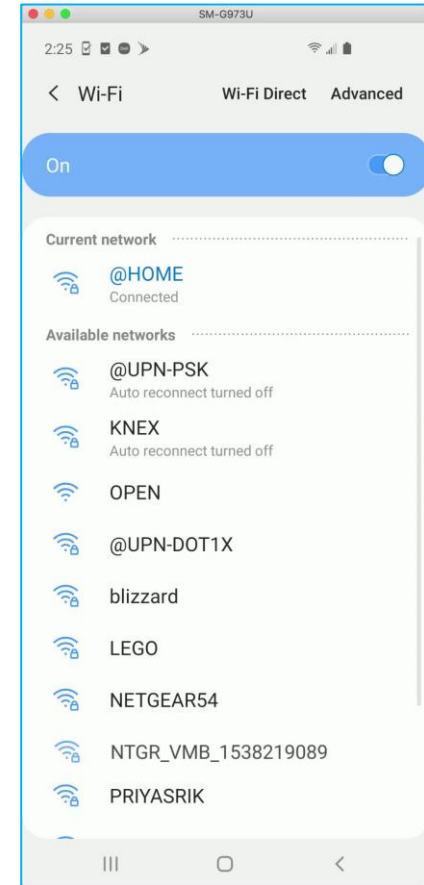 SM-G973U
2:25
Wi-Fi Wi-Fi Direct Advanced
On
Current network
@HOME
Connected
Available networks
@UPN-PSK
Auto reconnect turned off
KNEX
Auto reconnect turned off
OPEN
@UPN-DOT1X
blizzard
LEGO
NETGEAR54
NTGR_VMB_1538219089
PRIYASRIK